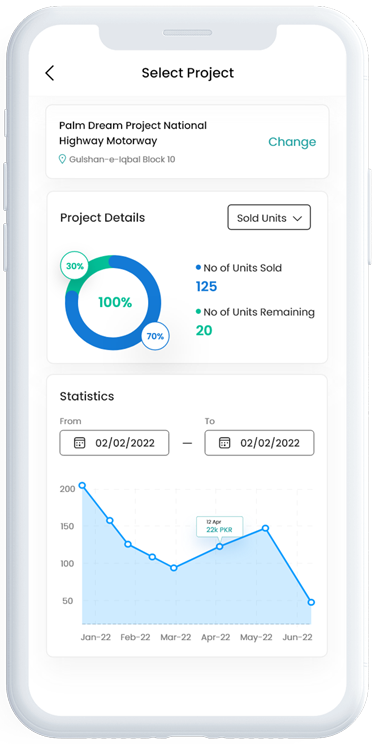 Select Project
Palm Dream Project National
Highway Motorway
Change
Gulshan-e-Iqbal Block 10
Project Details
Sold Units
30%
100%
70%
No of Units Sold
125
No of Units Remaining
20
Statistics
From
To
02/02/2022
—
02/02/2022
200
150
100
50
12 Apr
22k PKR
Jan-22
Feb-22
Mar-22
Apr-22
May-22
Jun-22